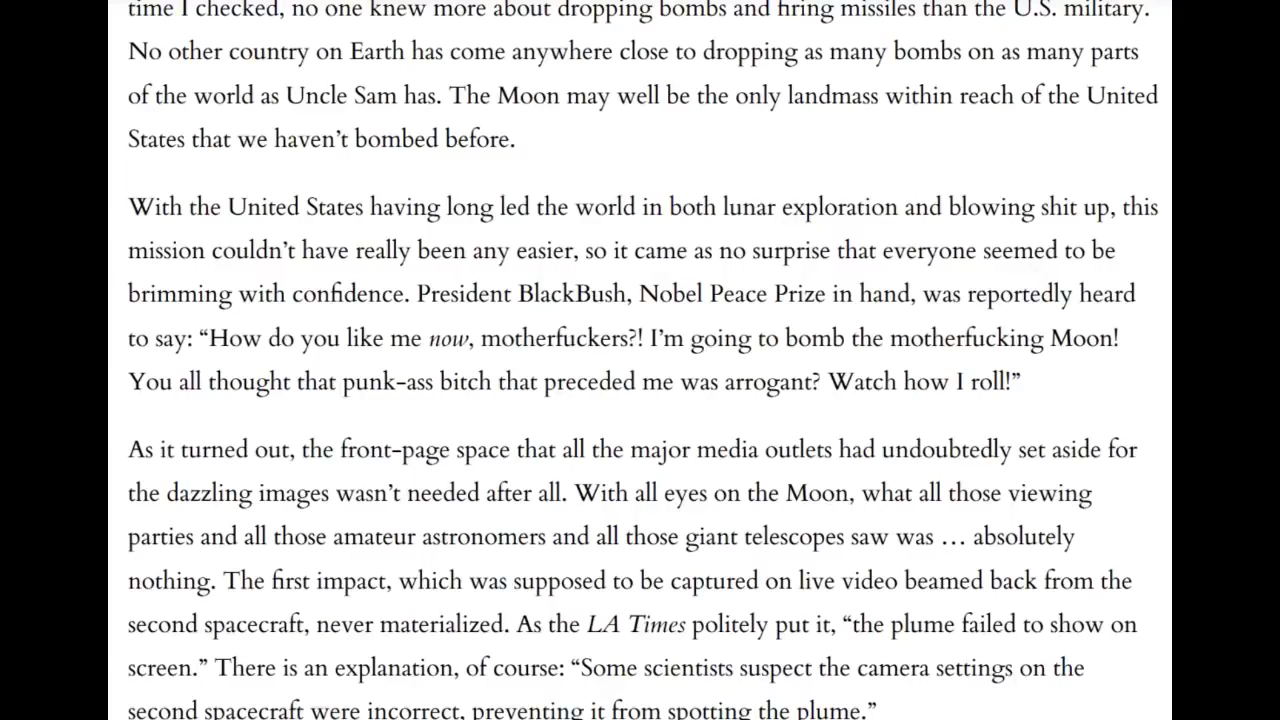 time I checked, no one knew more about dropping bombs and firing missiles than the U.S. military.
No other country on Earth has come anywhere close to dropping as many bombs on as many parts
of the world as Uncle Sam has. The Moon may well be the only landmass within reach of the United
States that we haven’t bombed before.
With the United States having long led the world in both lunar exploration and blowing shit up, this
mission couldn’t have really been any easier, so it came as no surprise that everyone seemed to be
brimming with confidence. President BlackBush, Nobel Peace Prize in hand, was reportedly heard
to say: “How do you like me now, motherfuckers?! I’m going to bomb the motherfucking Moon!
You all thought that punk-ass bitch that preceded me was arrogant? Watch how I roll!”
As it turned out, the front-page space that all the major media outlets had undoubtedly set aside for
the dazzling images wasn’t needed after all. With all eyes on the Moon, what all those viewing
parties and all those amateur astronomers and all those giant telescopes saw was … absolutely
nothing. The first impact, which was supposed to be captured on live video beamed back from the
second spacecraft, never materialized. As the LA Times politely put it, “the plume failed to show on
screen.” There is an explanation, of course: “Some scientists suspect the camera settings on the
second spacecraft were incorrect, preventing it from spotting the plume.”